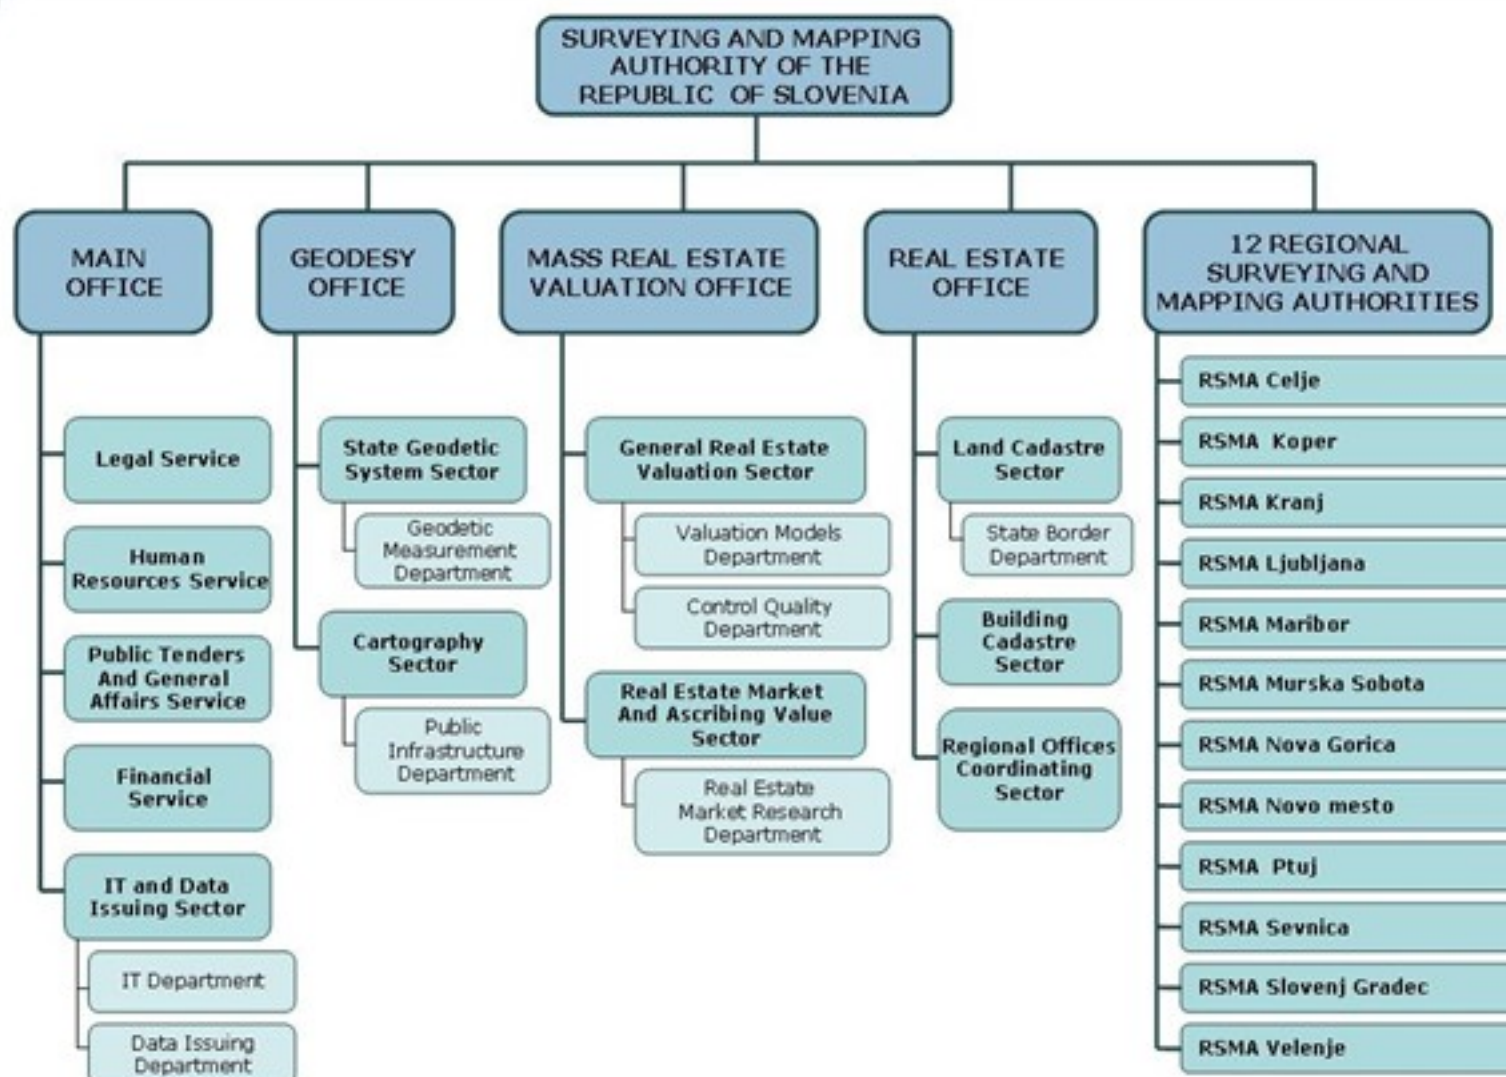 SURVEYING AND MAPPING
AUTHORITY OF THE
REPUBLIC OF SLOVENIA
MAIN
OFFICE
GEODESY
OFFICE
MASS REAL ESTATE
VALUATION OFFICE
REAL ESTATE
OFFICE
12 REGIONAL
SURVEYING AND
MAPPING AUTHORITIES
Legal Service
Human
Resources Service
Public Tenders
And General
Affairs Service
Financial
Service
IT and Data
Issuing Sector
IT Department
Data Issuing
Department
State Geodetic
System Sector
Geodetic
Measurement
Department
Cartography
Sector
Public
Infrastructure
Department
General Real Estate
Valuation Sector
Valuation Models
Department
Control Quality
Department
Real Estate Market
And Ascribing Value
Sector
Real Estate
Market Research
Department
Land Cadastre
Sector
State Border
Department
Building
Cadastre
Sector
Regional Offices
Coordinating
Sector
RSMA Celje
RSMA Koper
RSMA Kranj
RSMA Ljubljana
RSMA Maribor
RSMA Murska Sobota
RSMA Nova Gorica
RSMA Novo mesto
RSMA Ptuj
RSMA Sevnica
RSMA Slovenj Gradec
RSMA Velenje